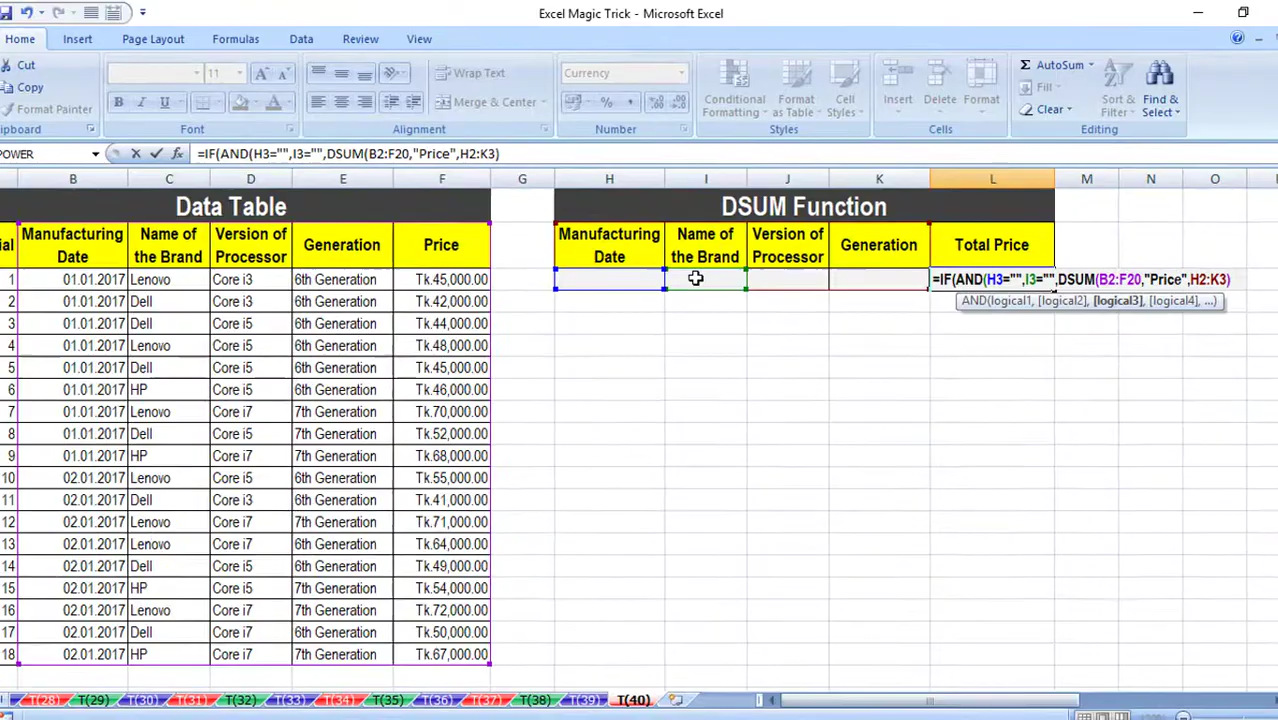 Excel Magic Trick - Microsoft Excel
Home Insert Page Layout Formulas Data Review View
Cut
Copy
Format Painter
11
Wrap Text
Merge & Center
Currency
Conditional Formatting
Format as Table
Cell Styles
Insert Delete Format
AutoSum
Fill
Clear
Sort & Filter
Find & Select
lipboard Font Alignment Number Styles Cells Editing
POWER
=IF(AND(H3="",I3="",DSUM(B2:F20,"Price",H2:K3)
B C D E F G H I J K L M N O
Data Table DSUM Function
ial Manufacturing Date Name of the Brand Version of Processor Generation Price Manufacturing Date Name of the Brand Version of Processor Generation Total Price
1 01.01.2017 Lenovo Core i3 6th Generation Tk.45,000.00 =IF(AND(H3="",I3="",DSUM(B2:F20,"Price",H2:K3)
AND(logical1, [logical2], [logical3], [logical4], ...)
2 01.01.2017 Dell Core i3 6th Generation Tk.42,000.00
3 01.01.2017 Dell Core i5 6th Generation Tk.44,000.00
4 01.01.2017 Lenovo Core i5 6th Generation Tk.48,000.00
5 01.01.2017 Dell Core i5 6th Generation Tk.45,000.00
6 01.01.2017 HP Core i5 6th Generation Tk.46,000.00
7 01.01.2017 Lenovo Core i7 7th Generation Tk.70,000.00
8 01.01.2017 Dell Core i5 7th Generation Tk.52,000.00
9 01.01.2017 HP Core i7 7th Generation Tk.68,000.00
10 02.01.2017 Lenovo Core i5 6th Generation Tk.55,000.00
11 02.01.2017 Dell Core i3 6th Generation Tk.41,000.00
12 02.01.2017 Lenovo Core i7 7th Generation Tk.71,000.00
13 02.01.2017 Lenovo Core i7 6th Generation Tk.64,000.00
14 02.01.2017 Dell Core i5 6th Generation Tk.49,000.00
15 02.01.2017 HP Core i5 7th Generation Tk.54,000.00
16 02.01.2017 Lenovo Core i7 7th Generation Tk.72,000.00
17 02.01.2017 Dell Core i7 6th Generation Tk.50,000.00
18 02.01.2017 HP Core i7 7th Generation Tk.67,000.00
T(28) T(29) T(30) T(31) T(32) T(33) T(34) T(35) T(36) T(37) T(38) T(39) T(40)